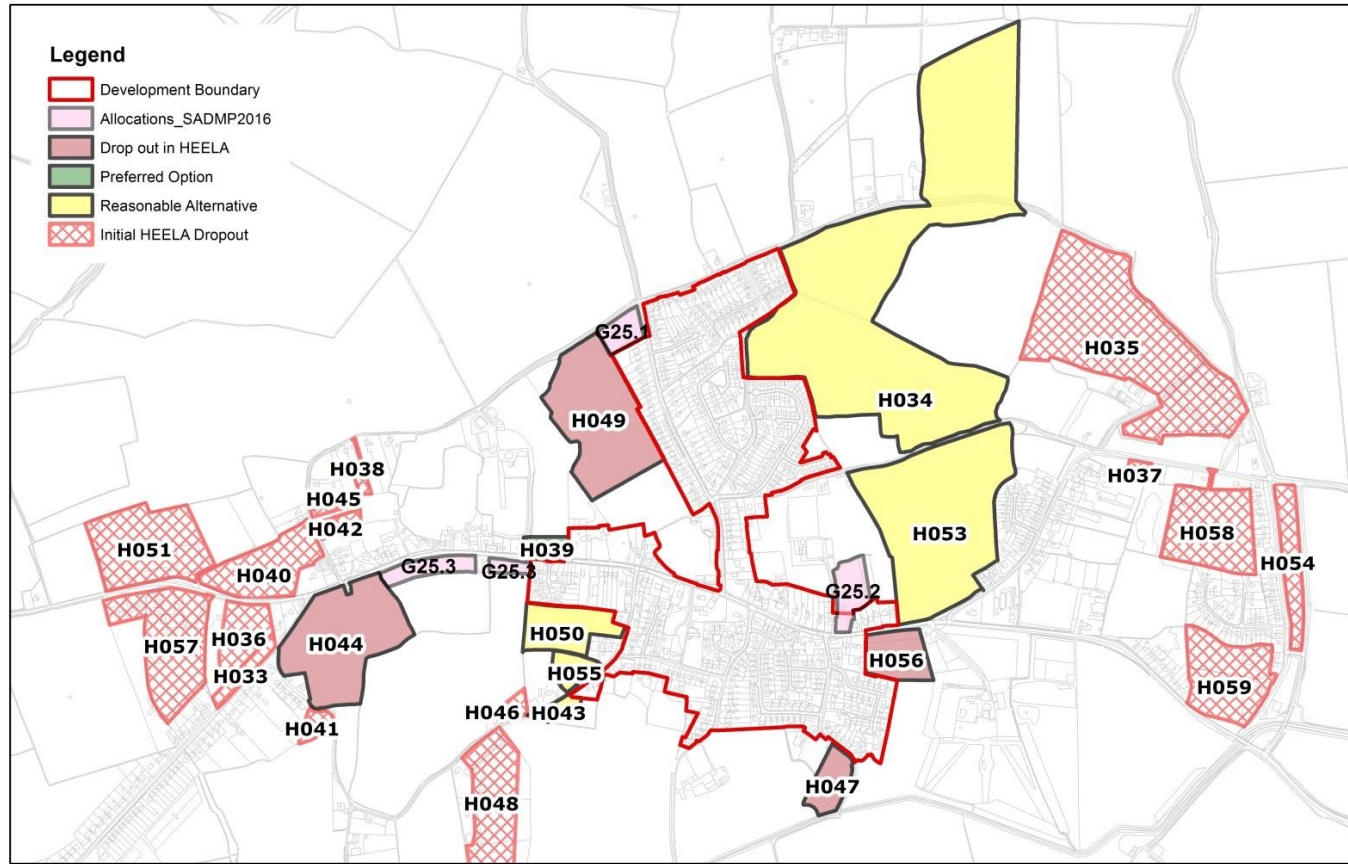 Legend
Development Boundary
Allocations_SADMP2016
Drop out in HEELA
Preferred Option
Reasonable Alternative
Initial HEELA Dropout
G25.1
H035
H034
H049
H038
H037
H045
H042
H058
H053
H051
H039
H054
H040
G25.3
G25.3
G25.2
H050
H036
H044
H057
H056
H055
H033
H059
H046
H043
H041
H047
H048